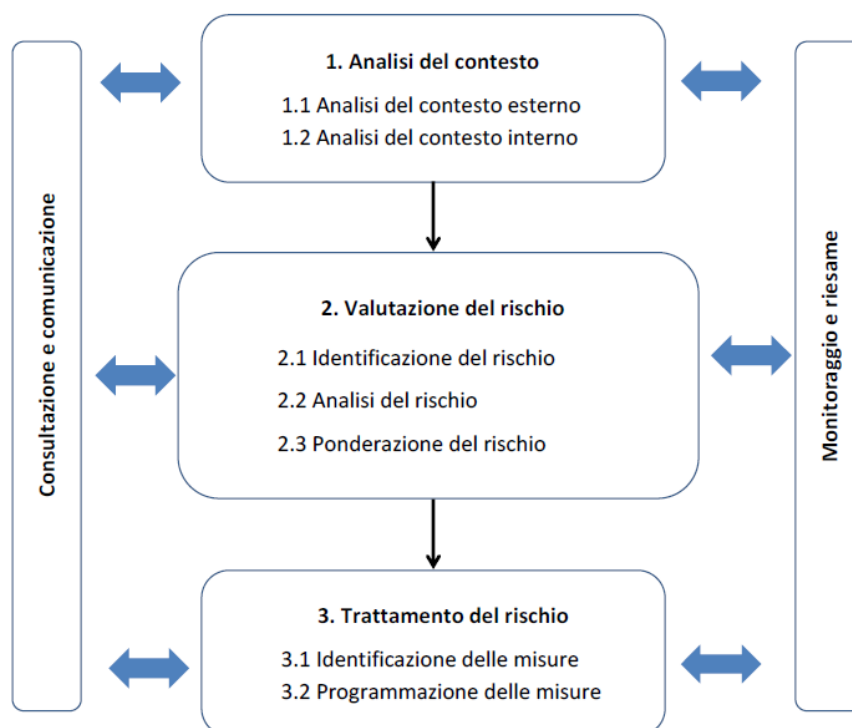 Consultazione e comunicazione
1. Analisi del contesto
1.1 Analisi del contesto esterno
1.2 Analisi del contesto interno
2. Valutazione del rischio
2.1 Identificazione del rischio
2.2 Analisi del rischio
2.3 Ponderazione del rischio
3. Trattamento del rischio
3.1 Identificazione delle misure
3.2 Programmazione delle misure
Monitoraggio e riesame